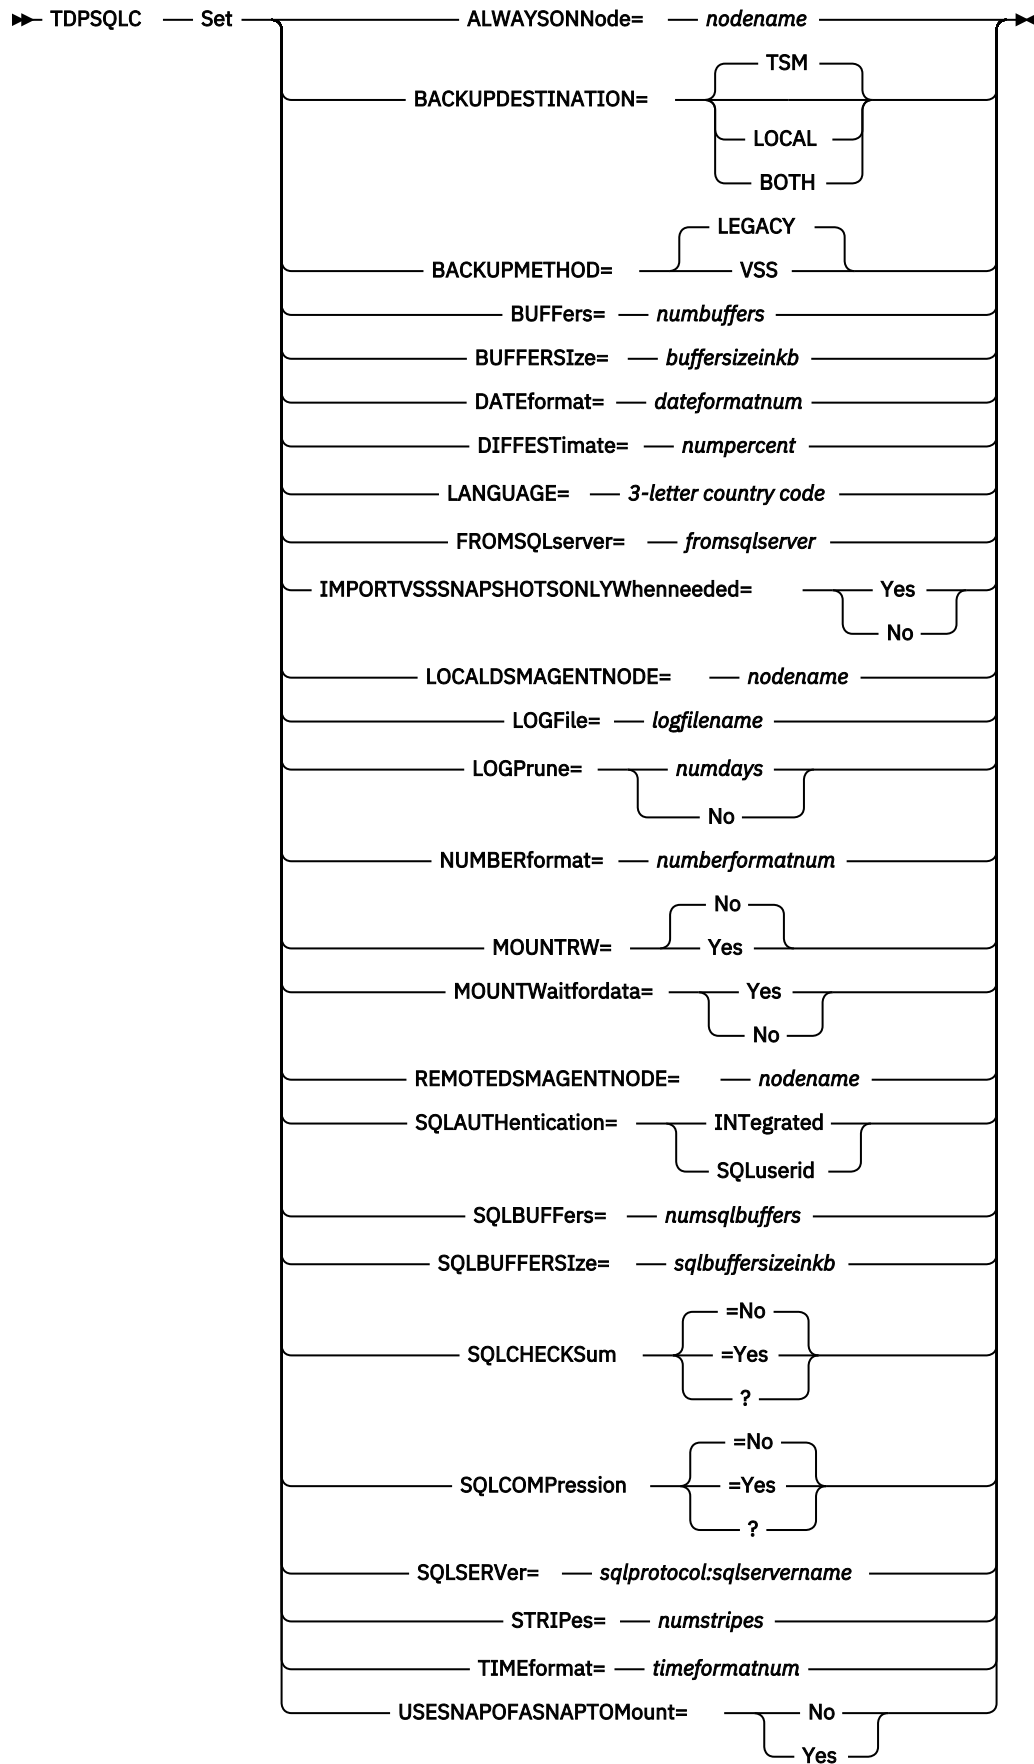 TDPSQLC Set ALWAYSONNode= nodename
TSM
BACKUPDESTINATION=
LOCAL
BOTH
LEGACY
BACKUPMETHOD= VSS
BUFFers= numbuffers
BUFFERSIze= buffersizeinkb
DATEformat= dateformatnum
DIFFESTimate= numpercent
LANGUAGE= 3-letter country code
FROMSQLserver= fromsqlserver
IMPORTVSSSNAPSHOTSONLYWhenneeded= Yes
No
LOCALDSMAGENTNODE= nodename
LOGFile= logfilename
LOGPrune= numdays
No
NUMBERformat= numberformatnum
No
MOUNTRW= Yes
MOUNTWaitfordata= Yes
No
REMOTEDSMAGENTNODE= nodename
SQLAUTHentication= INTegrated
SQLuserid
SQLBUFFers= numsqlbuffers
SQLBUFFERSIze= sqlbuffersizeinkb
=No
SQLCHECKSum =Yes
?
=No
SQLCOMPression =Yes
?
SQLSERVer= sqlprotocol:sqlservername
STRIPes= numstripes
TIMEformat= timeformatnum
USESNAPOFASNAPTOMount= No
Yes